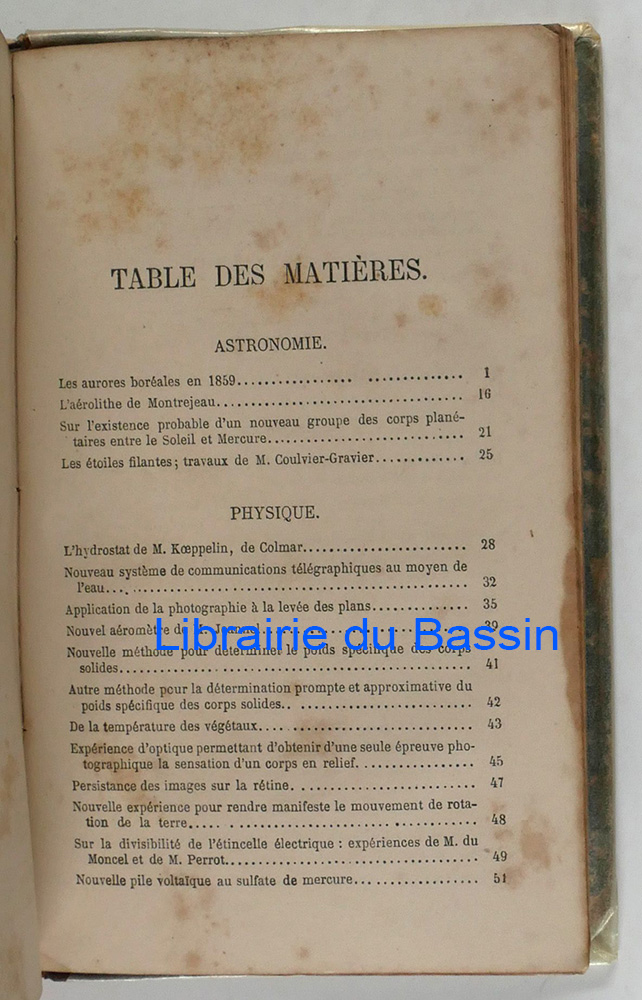 TABLE DES MATIÈRES.
ASTRONOMIE.
Les aurores boréales en 1859................. .............. 1
L'aérolithe de Montrejeau...................................... 16
Sur l'existence probable d'un nouveau groupe des corps plané-
taires entre le Soleil et Mercure.............................. 21
Les étoiles filantes; travaux de M. Coulvier-Gravier............. 25
PHYSIQUE.
L'hydrostat de M. Kœppelin, de Colmar........................ 28
Nouveau système de communications télégraphiques au moyen de
l'eau.................................................... 32
Application de la photographie à la levée des plans.............. 35
Nouvel aéromètre de M. 39
Librairie du Bassin
Nouvelle méthode pour déterminer le poids spécifique des corps
solides.................................................... 41
Autre méthode pour la détermination prompte et approximative du
poids spécifique des corps solides.. ......................... 42
De la température des végétaux............................... 43
Expérience d'optique permettant d'obtenir d'une seule épreuve pho-
tographique la sensation d'un corps en relief................. 45
Persistance des images sur la rétine........................... 47
Nouvelle expérience pour rendre manifeste le mouvement de rota-
tion de la terre..... ............................... 48
Sur la divisibilité de l'étincelle électrique : expériences de M. du
Moncel et de M. Perrot..................................... 49
Nouvelle pile voltaïque au sulfate de mercure................... 51